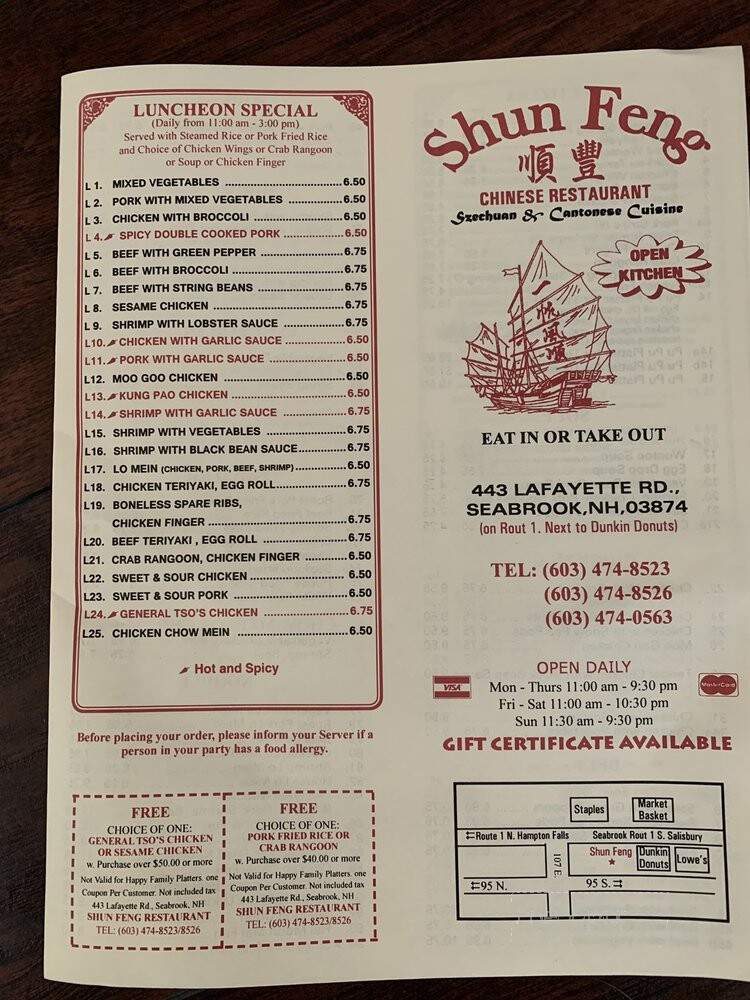 LUNCHEON SPECIAL
(Daily from 11:00 am - 3:00 pm)
Served with Steamed Rice or Pork Fried Rice
and Choice of Chicken Wings or Crab Rangoon
or Soup or Chicken Finger
L 1. MIXED VEGETABLES ................................6.50
L 2. PORK WITH MIXED VEGETABLES ..............6.50
L 3. CHICKEN WITH BROCCOLI .........................6.50
L 4. SPICY DOUBLE COOKED PORK ................6.50
L 5. BEEF WITH GREEN PEPPER .......................6.75
L 6. BEEF WITH BROCCOLI ..............................6.75
L 7. BEEF WITH STRING BEANS ........................6.75
L 8. SESAME CHICKEN ...................................6.50
L 9. SHRIMP WITH LOBSTER SAUCE ................6.75
L10. CHICKEN WITH GARLIC SAUCE ................6.50
L11. PORK WITH GARLIC SAUCE .....................6.50
L12. MOO GOO CHICKEN ................................6.50
L13. KUNG PAO CHICKEN ..............................6.50
L14. SHRIMP WITH GARLIC SAUCE .................6.75
L15. SHRIMP WITH VEGETABLES .....................6.75
L16. SHRIMP WITH BLACK BEAN SAUCE............6.75
L17. LO MEIN (CHICKEN, PORK, BEEF, SHRIMP)..............6.50
L18. CHICKEN TERIYAKI, EGG ROLL..................6.75
L19. BONELESS SPARE RIBS,
CHICKEN FINGER ....................................6.75
L20. BEEF TERIYAKI , EGG ROLL ......................6.75
L21. CRAB RANGOON, CHICKEN FINGER ...........6.50
L22. SWEET & SOUR CHICKEN..........................6.50
L23. SWEET & SOUR PORK ..............................6.50
L24. GENERAL TSO'S CHICKEN .......................6.75
L25. CHICKEN CHOW MEIN ..............................6.50
Hot and Spicy
Before placing your order, please inform your Server if a
person in your party has a food allergy.
FREE
CHOICE OF ONE:
GENERAL TSO'S CHICKEN
OR SESAME CHICKEN
w. Purchase over $50.00 or more
Not Valid for Happy Family Platters. one
Coupon Per Customer. Not included tax
443 Lafayette Rd., Seabrook, NH
SHUN FENG RESTAURANT
TEL: (603) 474-8523/8526
FREE
CHOICE OF ONE:
PORK FRIED RICE OR
CRAB RANGOON
w. Purchase over $40.00 or more
Not Valid for Happy Family Platters. one
Coupon Per Customer. Not included tax
443 Lafayette Rd., Seabrook, NH
SHUN FENG RESTAURANT
TEL: (603) 474-8523/8526
Shun Feng
順豐
CHINESE RESTAURANT
Szechuan & Cantonese Cuisine
OPEN
KITCHEN
一帆風順
EAT IN OR TAKE OUT
443 LAFAYETTE RD.,
SEABROOK,NH,03874
(on Rout 1. Next to Dunkin Donuts)
TEL: (603) 474-8523
(603) 474-8526
(603) 474-0563
OPEN DAILY
VISA
Mon - Thurs 11:00 am - 9:30 pm
MasterCard
Fri - Sat 11:00 am - 10:30 pm
Sun 11:30 am - 9:30 pm
GIFT CERTIFICATE AVAILABLE
Staples
Market
Basket
⇐Route 1 N. Hampton Falls
Seabrook Rout 1 S. Salisbury
107 E.
Shun Feng
Dunkin
Donuts
Lowe's
⇐95 N.
95 S.⇒